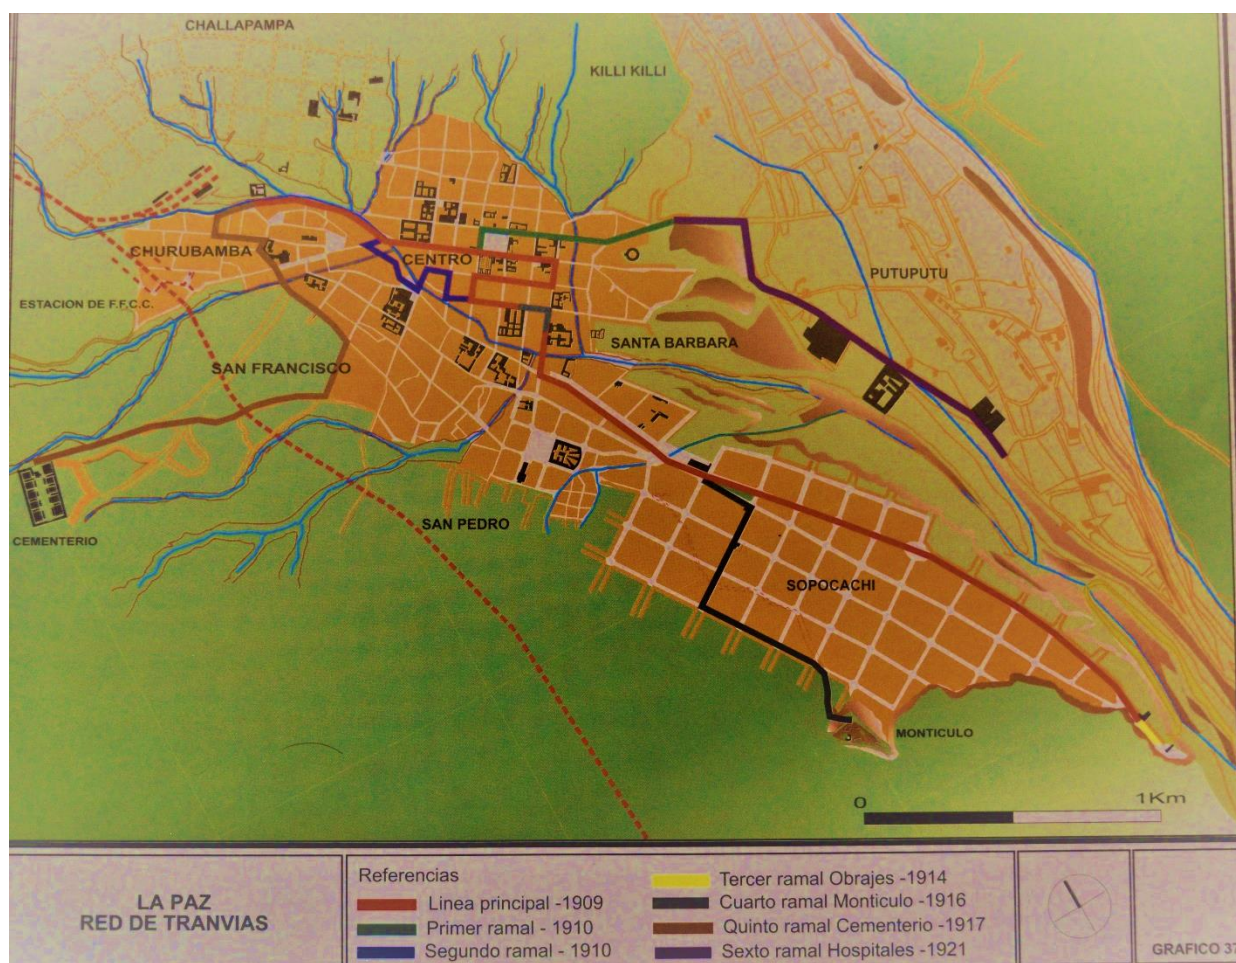 CHALLAPAMPA
KILLI KILLI
CHURUBAMBA
CENTRO
PUTUPUTU
ESTACION DE F.F.C.C.
SANTA BARBARA
SAN FRANCISCO
SAN PEDRO
CEMENTERIO
SOPOCACHI
MONTICULO
0 1Km
LA PAZ
RED DE TRANVIAS
Referencias
Linea principal -1909
Primer ramal - 1910
Segundo ramal - 1910
Tercer ramal Obrajes -1914
Cuarto ramal Monticulo -1916
Quinto ramal Cementerio -1917
Sexto ramal Hospitales -1921
GRAFICO 37